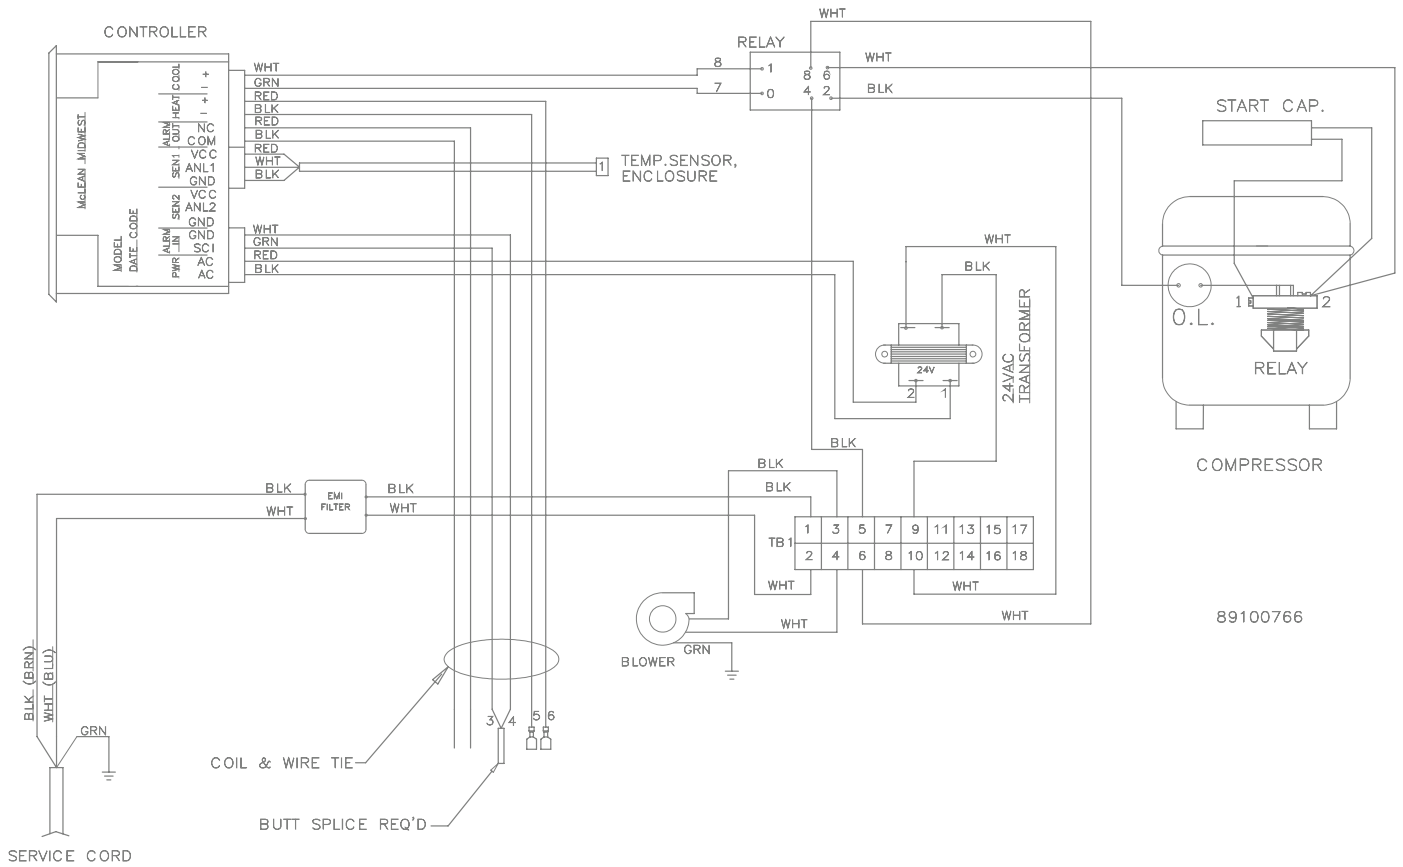 CONTROLLER
McLEAN MIDWEST
MODEL
DATE CODE
COOL
+
-
HEAT
+
-
ALRM
OUT
NC
COM
SEN1
VCC
ANL1
GND
SEN2
VCC
ANL2
GND
ALRM
IN
GND
SCI
PWR
AC
AC
WHT
GRN
RED
BLK
RED
BLK
RED
WHT
BLK
WHT
GRN
RED
BLK
1
TEMP.SENSOR,
ENCLOSURE
8
7
RELAY
1
0
8 6
4 2
WHT
WHT
BLK
START CAP.
O.L.
1
2
RELAY
COMPRESSOR
WHT
BLK
24V
2
1
24VAC
TRANSFORMER
BLK
BLK
BLK
BLK
WHT
EMI
FILTER
BLK
WHT
TB1
1 3 5 7 9 11 13 15 17
2 4 6 8 10 12 14 16 18
WHT
WHT
WHT
WHT
GRN
BLOWER
89100766
BLK (BRN)
WHT (BLU)
GRN
SERVICE CORD
3 4
5 6
COIL & WIRE TIE
BUTT SPLICE REQ'D